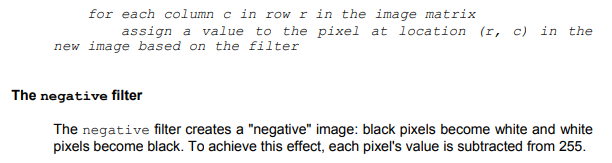 for each column c in row r in the image matrix
assign a value to the pixel at location (r, c) in the
new image based on the filter
The negative filter
The negative filter creates a "negative" image: black pixels become white and white
pixels become black. To achieve this effect, each pixel's value is subtracted from 255.